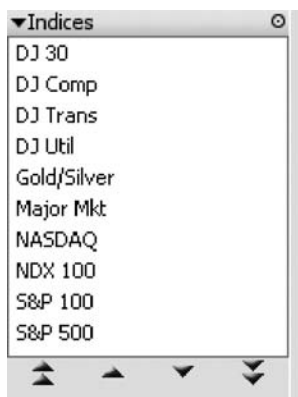 Indices
DJ 30
DJ Comp
DJ Trans
DJ Util
Gold/Silver
Major Mkt
NASDAQ
NDX 100
S&P 100
S&P 500